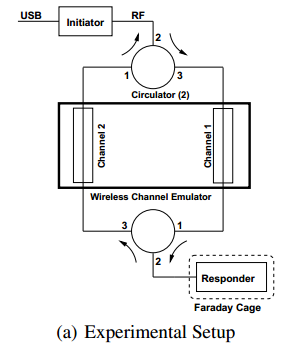 USB
RF
Initiator
2
1
3
Circulator (2)
Channel 2
Channel 1
Wireless Channel Emulator
3
1
2
Responder
Faraday Cage
(a) Experimental Setup